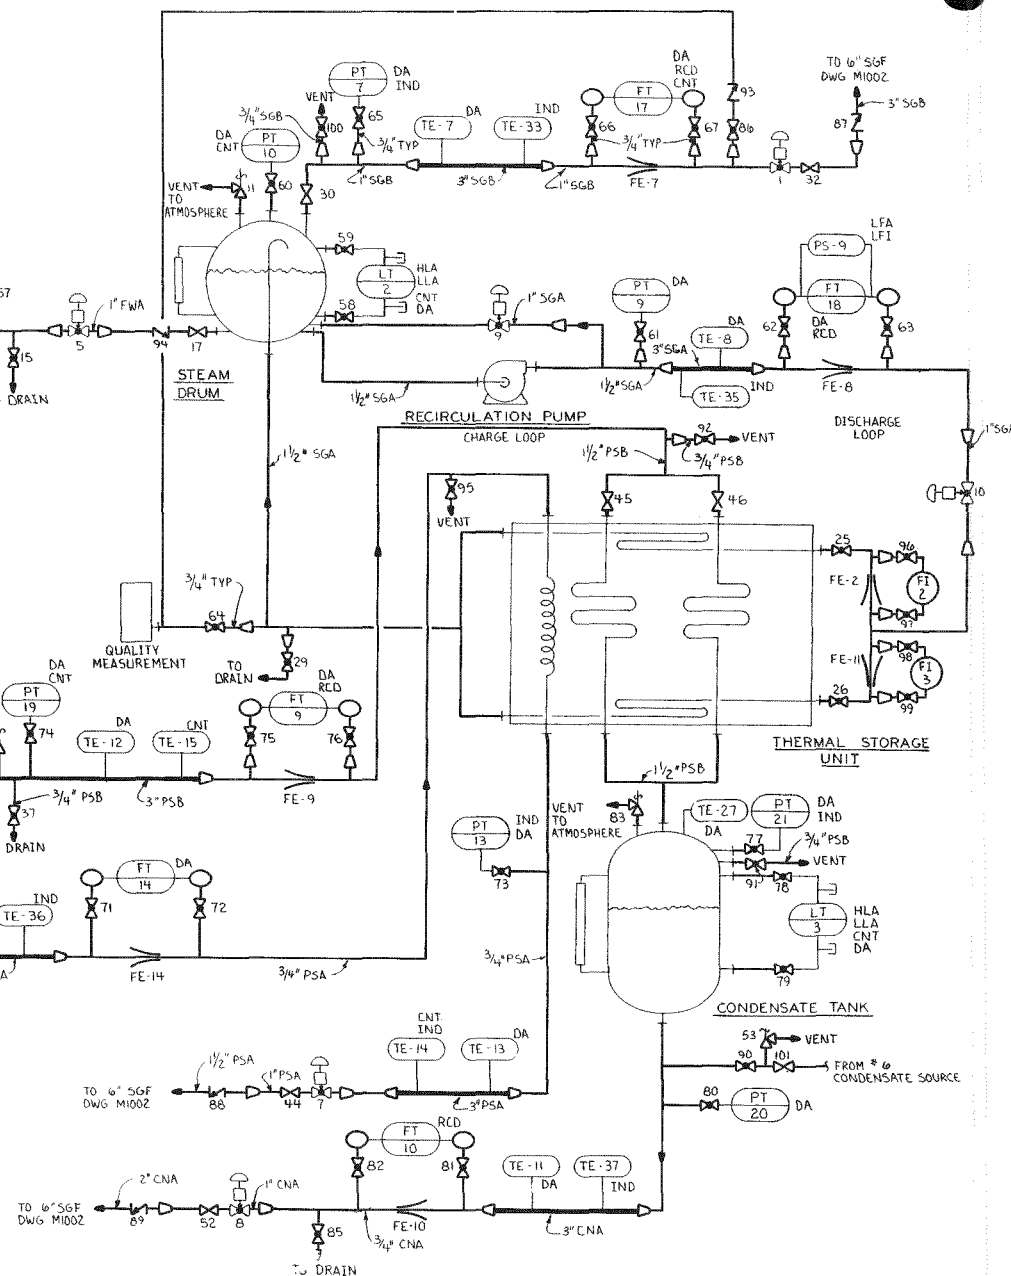 TO 6" SGF
DWG M1002
3" SGB
87
PT
7
DA
IND
VENT
3/4" SGB
100
65
3/4" TYP
DA
TE-7
IND
TE-33
DA
RCD
CNT
FT
17
66
67
3/4" TYP
93
86
1" SGB
3" SGB
1" SGB
FE-7
1
32
DA
CNT
PT
10
VENT
TO
ATMOSPHERE
11
60
30
59
LT
2
HLA
LLA
CNT
DA
58
67
1" FWA
5
94
17
15
DRAIN
STEAM
DRUM
1" SGA
9
PT
9
DA
61
3" SGA
DA
TE-8
TE-35
IND
1 1/2" SGA
1 1/2" SGA
LFA
LFI
PS-9
FT
18
62
DA
RCD
63
FE-8
RECIRCULATION PUMP
CHARGE LOOP
DISCHARGE
LOOP
1" SGA
10
92
VENT
1 1/2" PSB
3/4" PSB
1 1/2" SGA
95
VENT
45
46
25
96
FE-2
FI
2
97
3/4" TYP
64
QUALITY
MEASUREMENT
29
TO
DRAIN
98
FE-11
FI
3
26
99
THERMAL STORAGE
UNIT
DA
CNT
PT
19
74
DA
TE-12
CNT
TE-15
FT
9
DA
RCD
75
76
3/4" PSB
3" PSB
FE-9
37
DRAIN
1 1/2" PSB
VENT
TO
ATMOSPHERE
83
TE-27
DA
PT
21
DA
IND
77
3/4" PSB
VENT
91
78
LT
3
HLA
LLA
CNT
DA
79
CONDENSATE TANK
PT
13
IND
DA
73
FT
14
DA
IND
TE-36
71
72
A
FE-14
3/4" PSA
3/4" PSA
53
VENT
90
101
FROM #6
CONDENSATE SOURCE
80
PT
20
DA
CNT
IND
TE-14
DA
TE-13
1 1/2" PSA
1" PSA
TO 6" SGF
DWG M1002
88
44
7
3" PSA
FT
10
RCD
82
81
TE-11
DA
TE-37
IND
2" CNA
1" CNA
TO 6" SGF
DWG M1002
89
52
8
85
3/4" CNA
FE-10
3" CNA
TO DRAIN